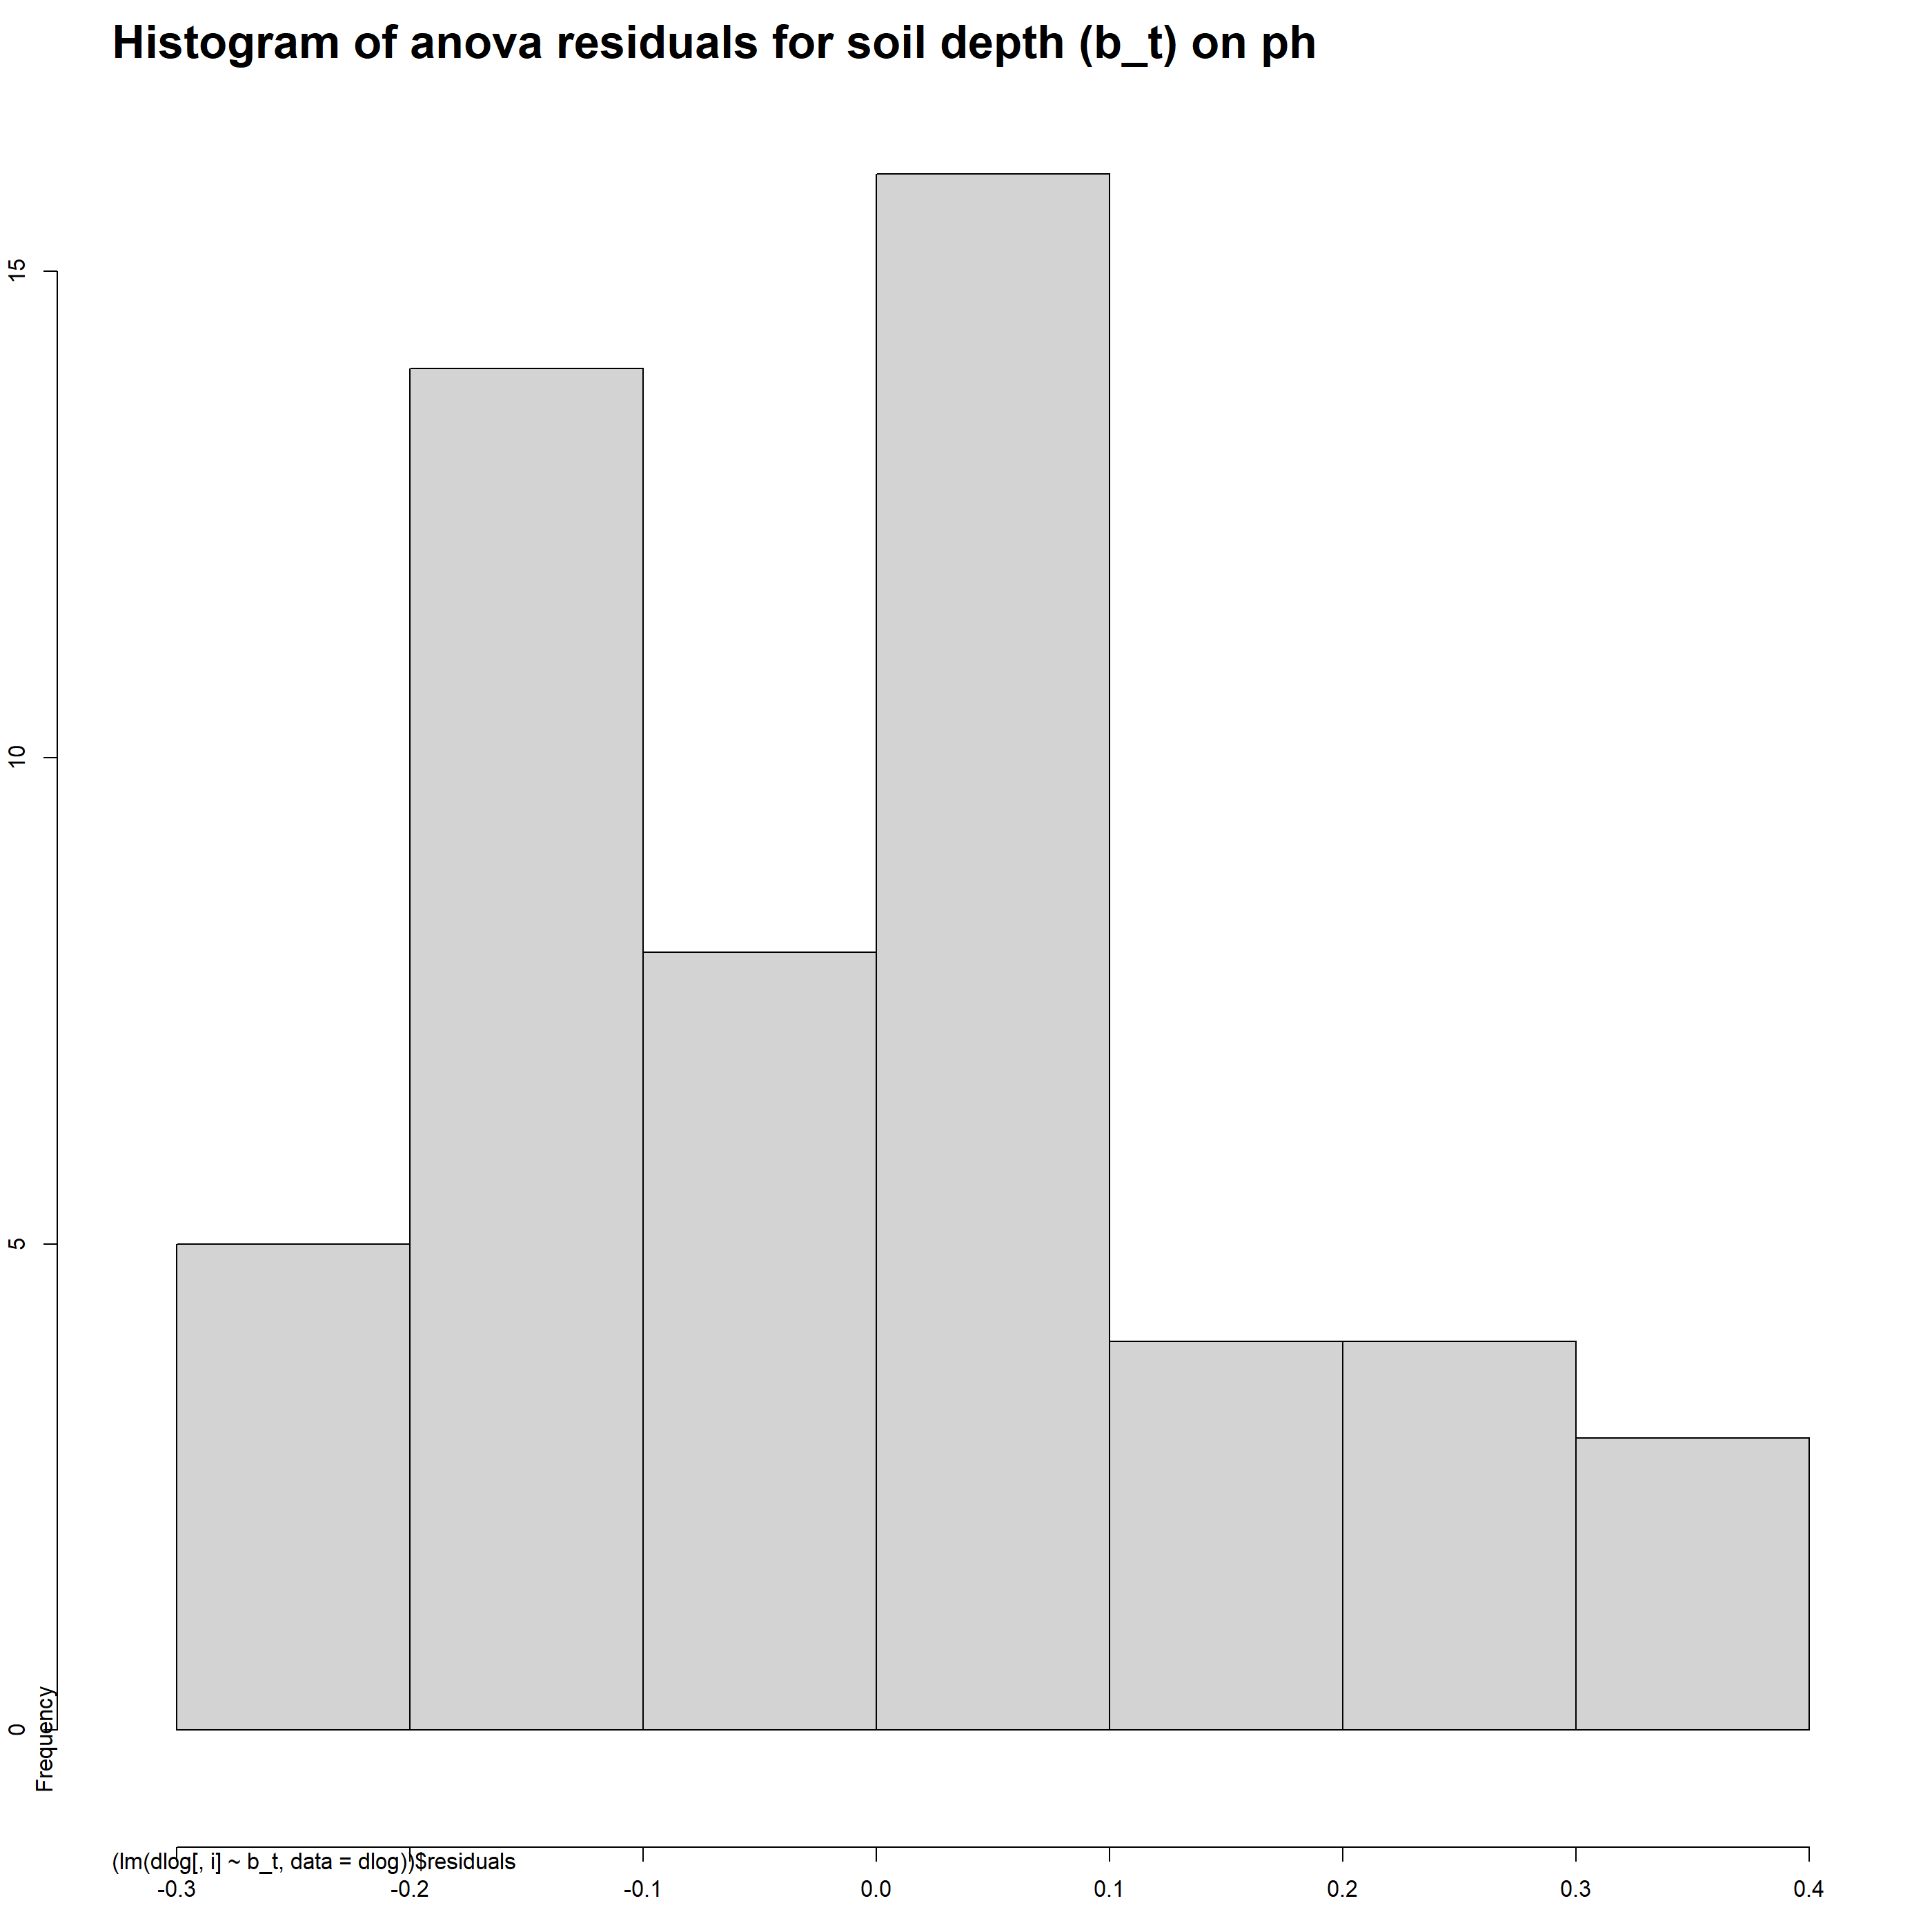 Histogram of anova residuals for soil depth (b_t) on ph
15
10
5
0
Frequency
(lm(dlog[, i] ~ b_t, data = dlog))$residuals
-0.3 -0.2 -0.1 0.0 0.1 0.2 0.3 0.4